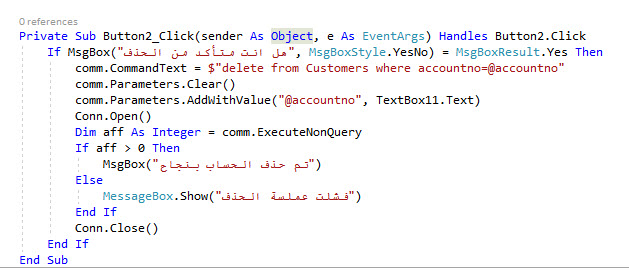 0 references
Private Sub Button2_Click(sender As Object, e As EventArgs) Handles Button2.Click
If MsgBox("هل انت متأكد من الحذف", MsgBoxStyle.YesNo) = MsgBoxResult.Yes Then
comm.CommandText = $"delete from Customers where accountno=@accountno"
comm.Parameters.Clear()
comm.Parameters.AddWithValue("@accountno", TextBox11.Text)
Conn.Open()
Dim aff As Integer = comm.ExecuteNonQuery
If aff > 0 Then
MsgBox("تم حذف الحساب بنجاح")
Else
MessageBox.Show("فشلت عملسة الحذف")
End If
Conn.Close()
End If
End Sub